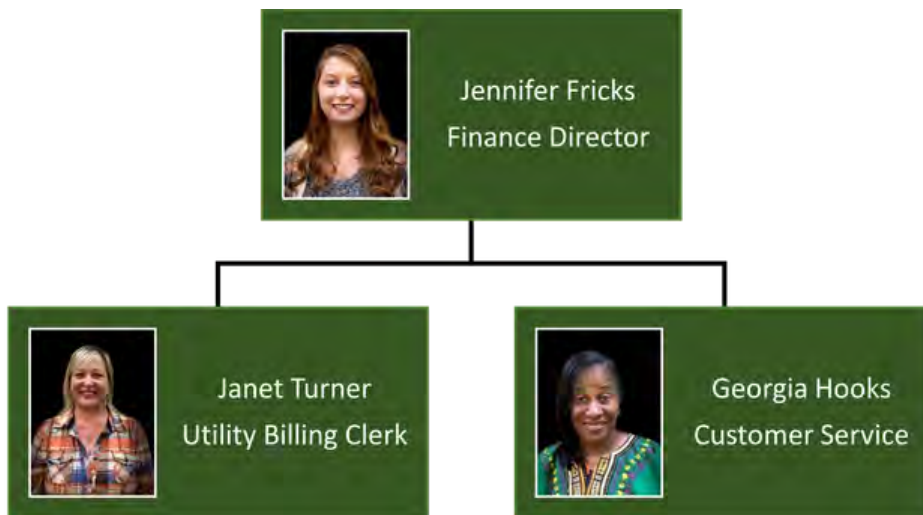 Jennifer Fricks
Finance Director
Janet Turner
Utility Billing Clerk
Georgia Hooks
Customer Service